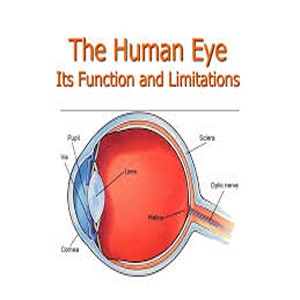 The Human Eye
Its Function and Limitations
Pupil
Sclera
Iris
Lens
Optic nerve
Retina
Cornea